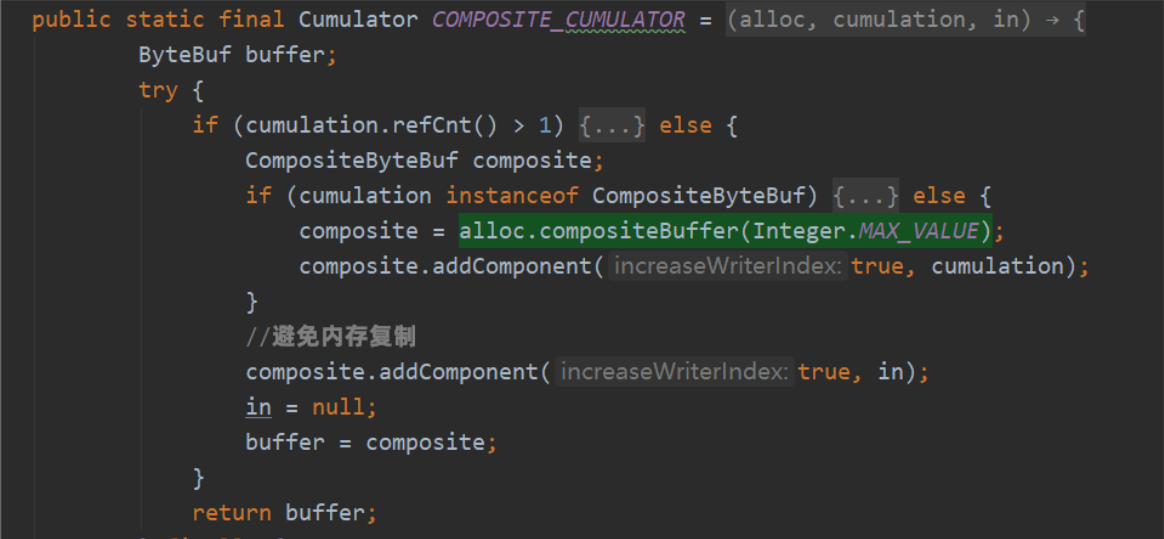 public static final Cumulator COMPOSITE_CUMULATOR = (alloc, cumulation, in) → {
ByteBuf buffer;
try {
if (cumulation.refCnt() > 1) {...} else {
CompositeByteBuf composite;
if (cumulation instanceof CompositeByteBuf) {...} else {
composite = alloc.compositeBuffer(Integer.MAX_VALUE);
composite.addComponent( increaseWriterIndex: true, cumulation);
}
//避免内存复制
composite.addComponent( increaseWriterIndex: true, in);
in = null;
buffer = composite;
}
return buffer;